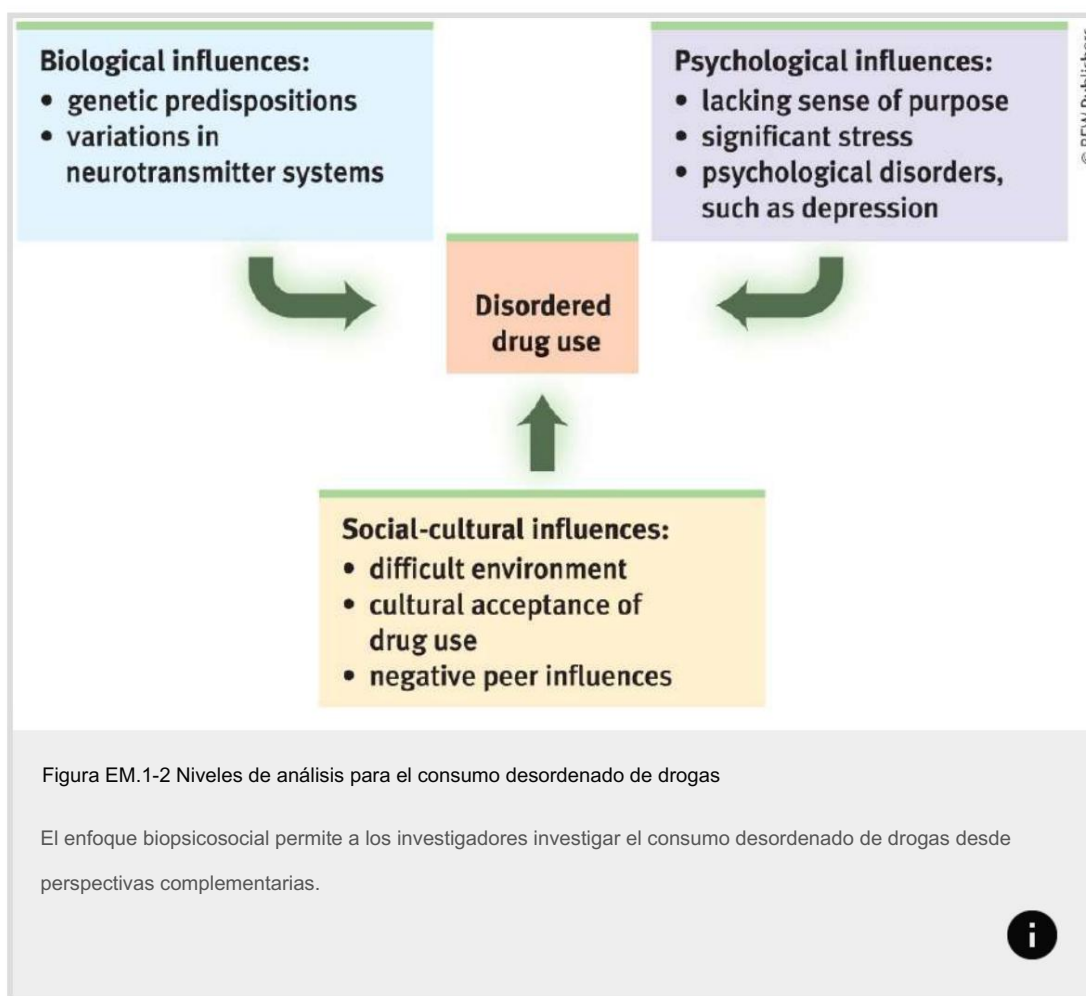 Biological influences:
• genetic predispositions
• variations in
neurotransmitter systems
Psychological influences:
• lacking sense of purpose
• significant stress
• psychological disorders,
such as depression
Disordered
drug use
Social-cultural influences:
• difficult environment
• cultural acceptance of
drug use
• negative peer influences
Figura EM.1-2 Niveles de análisis para el consumo desordenado de drogas
El enfoque biopsicosocial permite a los investigadores investigar el consumo desordenado de drogas desde
perspectivas complementarias.
i